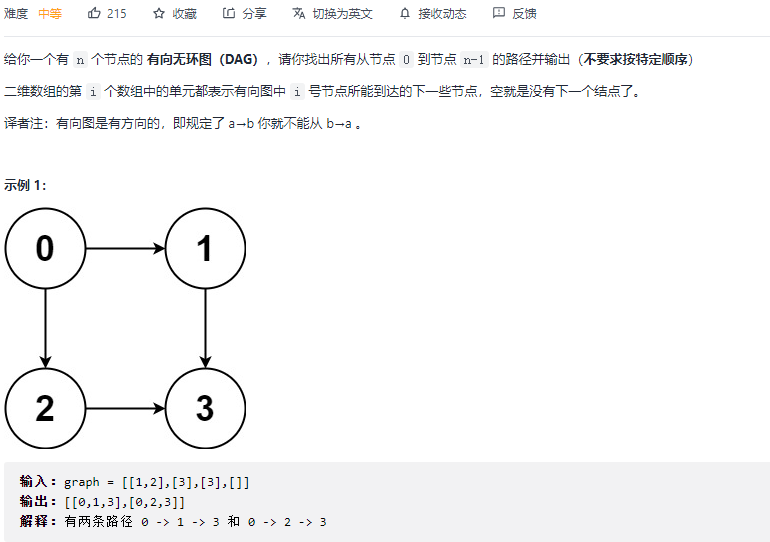 难度 中等 215 收藏 分享 切换为英文 接收动态 反馈
给你一个有 n 个节点的 有向无环图（DAG），请你找出所有从节点 0 到节点 n-1 的路径并输出（不要求按特定顺序）
二维数组的第 i 个数组中的单元都表示有向图中 i 号节点所能到达的下一些节点，空就是没有下一个结点了。
译者注：有向图是有方向的，即规定了 a→b 你就不能从 b→a 。
示例 1：
0 1
2 3
输入：graph = [[1,2],[3],[3],[]]
输出：[[0,1,3],[0,2,3]]
解释：有两条路径 0 -> 1 -> 3 和 0 -> 2 -> 3